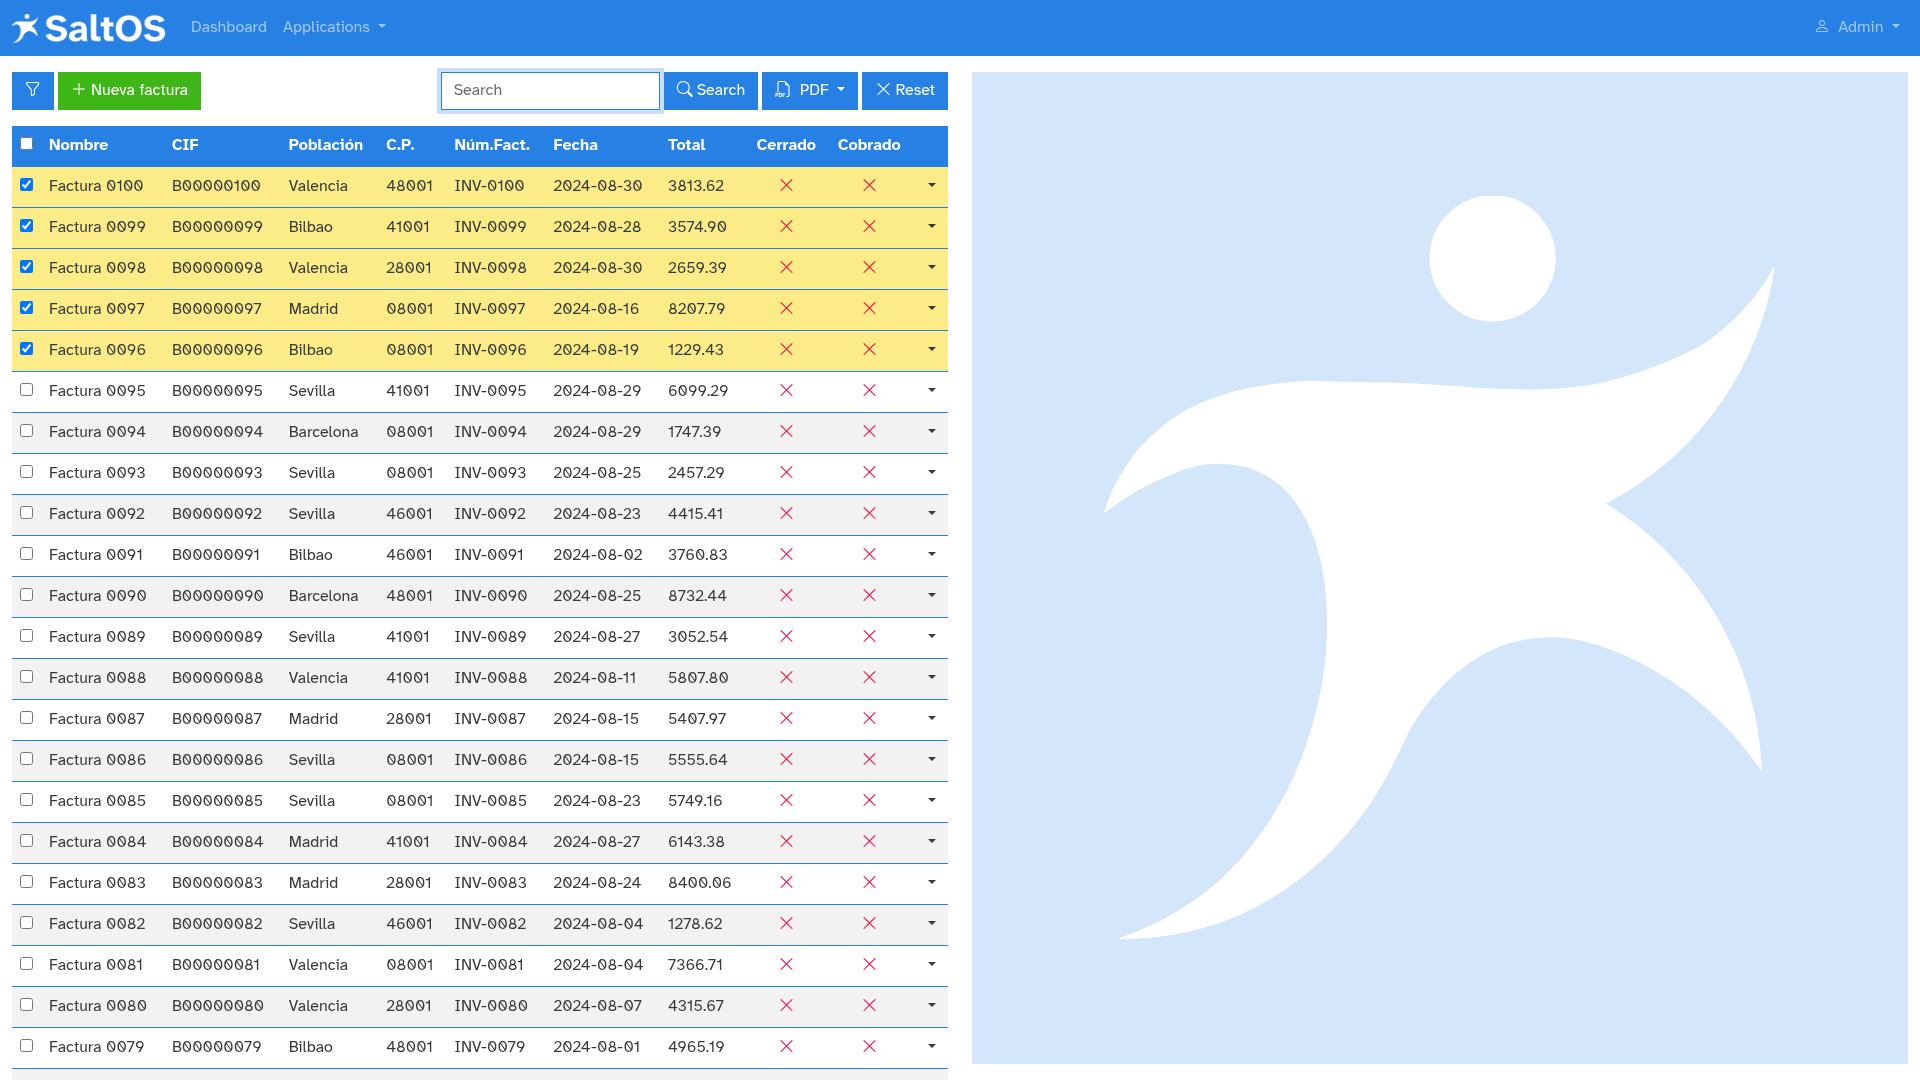 SaltOS Dashboard Applications Admin
Nueva factura Search Search PDF Reset
Nombre CIF Población C.P. Núm.Fact. Fecha Total Cerrado Cobrado
Factura 0100 B00000100 Valencia 48001 INV-0100 2024-08-30 3813.62
Factura 0099 B00000099 Bilbao 41001 INV-0099 2024-08-28 3574.90
Factura 0098 B00000098 Valencia 28001 INV-0098 2024-08-30 2659.39
Factura 0097 B00000097 Madrid 08001 INV-0097 2024-08-16 8207.79
Factura 0096 B00000096 Bilbao 08001 INV-0096 2024-08-19 1229.43
Factura 0095 B00000095 Sevilla 41001 INV-0095 2024-08-29 6099.29
Factura 0094 B00000094 Barcelona 08001 INV-0094 2024-08-29 1747.39
Factura 0093 B00000093 Sevilla 08001 INV-0093 2024-08-25 2457.29
Factura 0092 B00000092 Sevilla 46001 INV-0092 2024-08-23 4415.41
Factura 0091 B00000091 Bilbao 46001 INV-0091 2024-08-02 3760.83
Factura 0090 B00000090 Barcelona 48001 INV-0090 2024-08-25 8732.44
Factura 0089 B00000089 Sevilla 41001 INV-0089 2024-08-27 3052.54
Factura 0088 B00000088 Valencia 41001 INV-0088 2024-08-11 5807.80
Factura 0087 B00000087 Madrid 28001 INV-0087 2024-08-15 5407.97
Factura 0086 B00000086 Sevilla 08001 INV-0086 2024-08-15 5555.64
Factura 0085 B00000085 Sevilla 08001 INV-0085 2024-08-23 5749.16
Factura 0084 B00000084 Madrid 41001 INV-0084 2024-08-27 6143.38
Factura 0083 B00000083 Madrid 28001 INV-0083 2024-08-24 8400.06
Factura 0082 B00000082 Sevilla 46001 INV-0082 2024-08-04 1278.62
Factura 0081 B00000081 Valencia 08001 INV-0081 2024-08-04 7366.71
Factura 0080 B00000080 Valencia 28001 INV-0080 2024-08-07 4315.67
Factura 0079 B00000079 Bilbao 48001 INV-0079 2024-08-01 4965.19